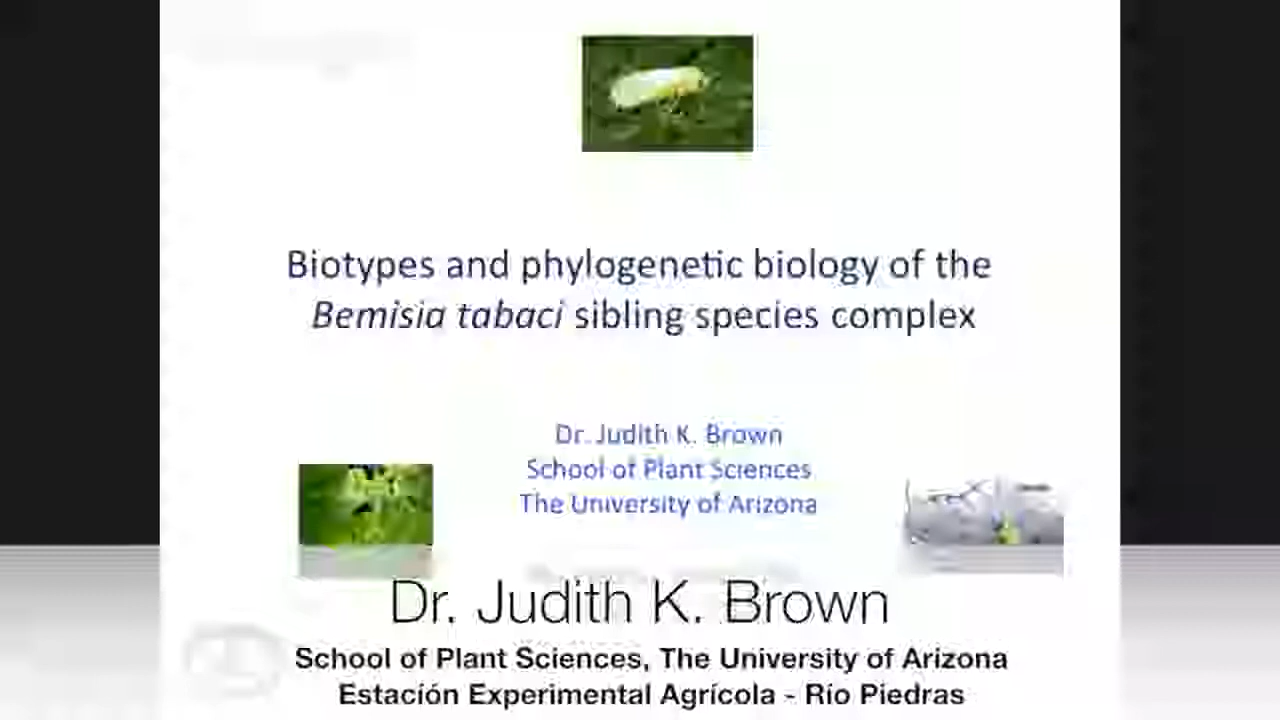 Biotypes and phylogenetic biology of the
Bemisia tabaci sibling species complex
Dr. Judith K. Brown
School of Plant Sciences
The University of Arizona
Dr. Judith K. Brown
School of Plant Sciences, The University of Arizona
Estación Experimental Agrícola - Río Piedras